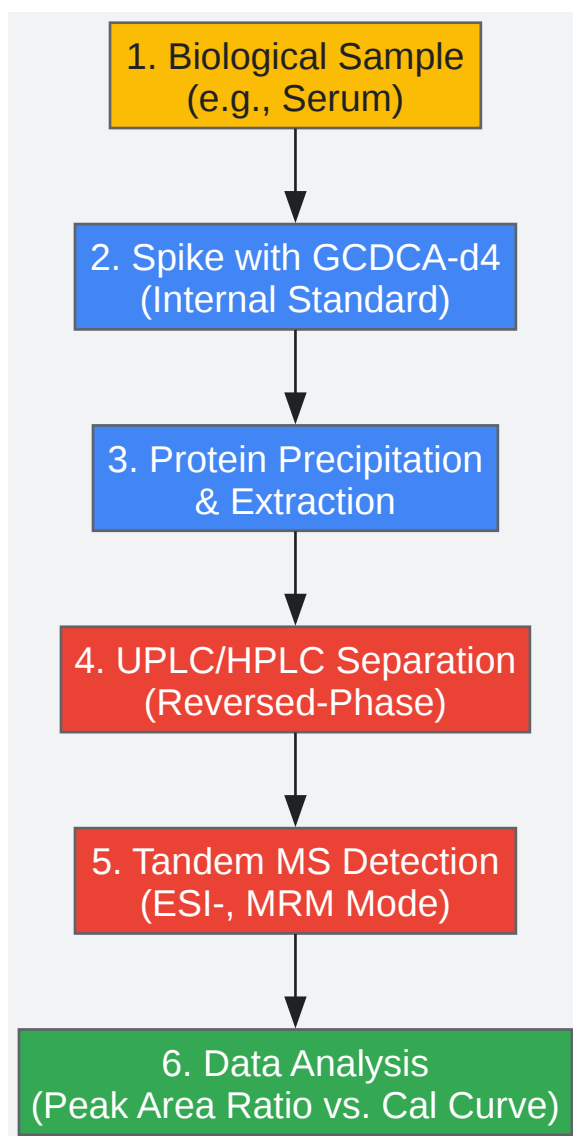 1. Biological Sample
(e.g., Serum)
2. Spike with GCDCA-d4
(Internal Standard)
3. Protein Precipitation
& Extraction
4. UPLC/HPLC Separation
(Reversed-Phase)
5. Tandem MS Detection
(ESI-, MRM Mode)
6. Data Analysis
(Peak Area Ratio vs. Cal Curve)